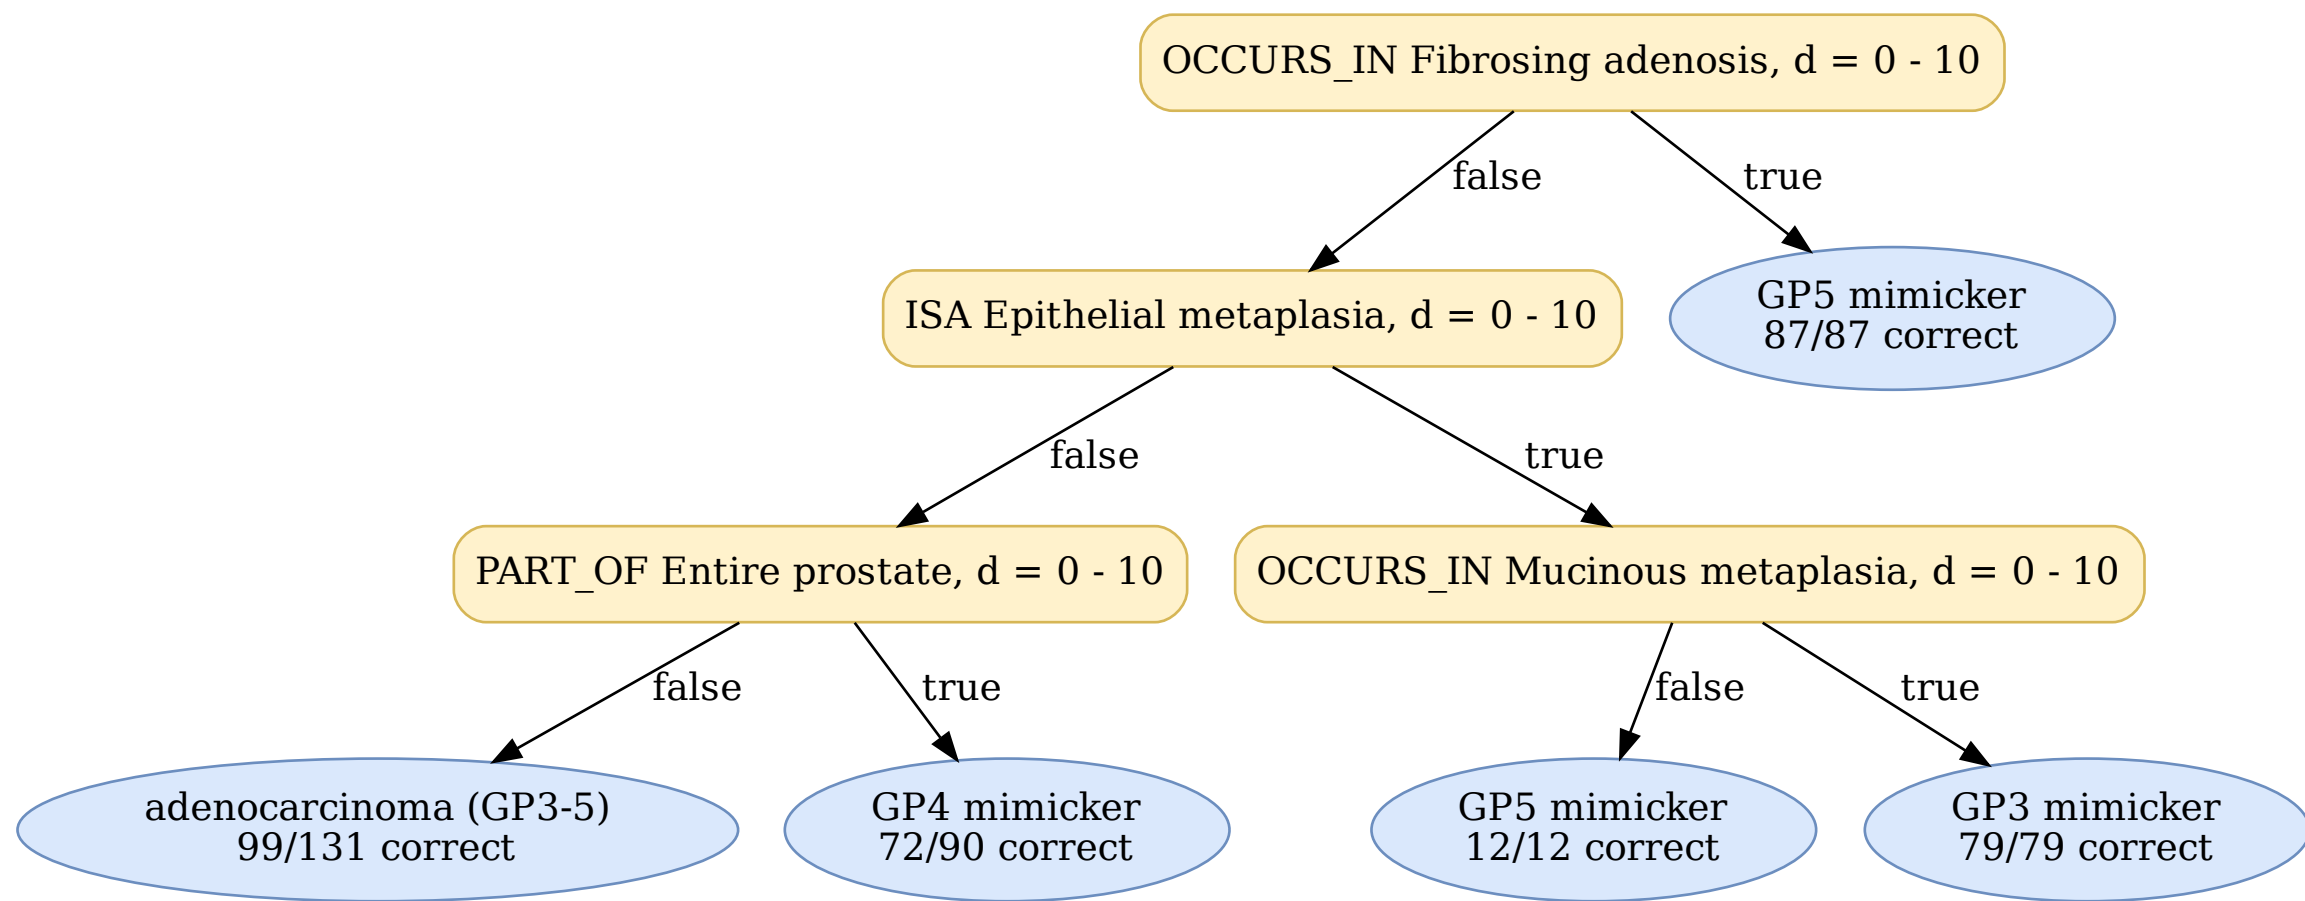 OCCURS_IN Fibrosing adenosis, d = 0 - 10
false
true
ISA Epithelial metaplasia, d = 0 - 10
GP5 mimicker
87/87 correct
false
true
PART_OF Entire prostate, d = 0 - 10
OCCURS_IN Mucinous metaplasia, d = 0 - 10
false
true
false
true
adenocarcinoma (GP3-5)
99/131 correct
GP4 mimicker
72/90 correct
GP5 mimicker
12/12 correct
GP3 mimicker
79/79 correct